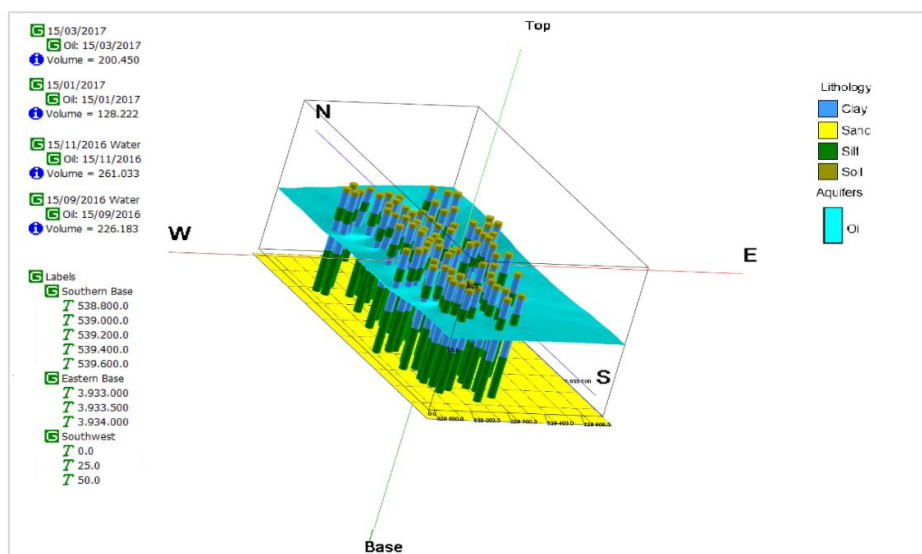 15/03/2017
Oil: 15/03/2017
Volume = 200.450
15/01/2017
Oil: 15/01/2017
Volume = 128.222
15/11/2016 Water
Oil: 15/11/2016
Volume = 261.033
15/09/2016 Water
Oil: 15/09/2016
Volume = 226.183
Labels
Southern Base
538.800.0
539.000.0
539.200.0
539.400.0
539.600.0
Eastern Base
3.933.000
3.933.500
3.934.000
Southwest
0.0
25.0
50.0
Top
N
W
E
S
Base
0.0
Lithology
Clay
Sanc
Silt
Soil
Aquifers
Oi